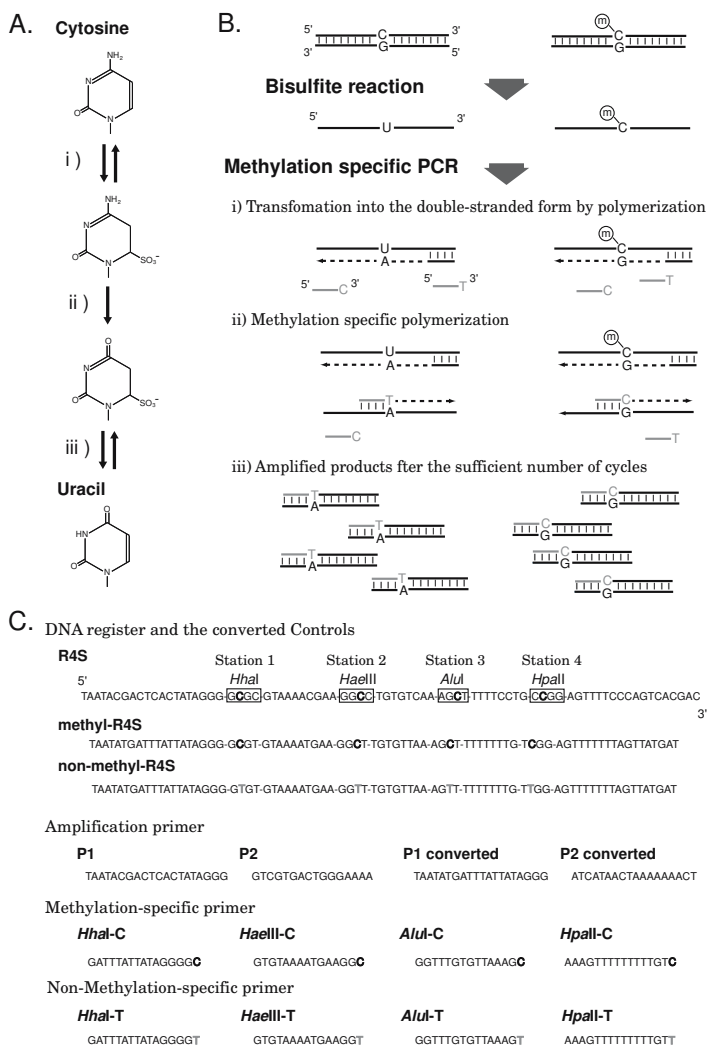 A.
Cytosine
NH₂
N
O
N
i )
NH₂
N
O
N
SO₃⁻
ii )
O
N
O
N
SO₃⁻
iii )
Uracil
O
HN
O
N
B.
5' C 3' m C
3' G 5' G
Bisulfite reaction
5' U 3' m C
Methylation specific PCR
i) Transfomation into the double-stranded form by polymerization
U m C
A G
5' C 3' 5' T 3' C T
ii) Methylation specific polymerization
U m C
A G
T C
A G
C T
iii) Amplified products fter the sufficient number of cycles
T C
A G
T C
A G
T C
A G
T C
A G
C.
DNA register and the converted Controls
R4S
Station 1 Station 2 Station 3 Station 4
HhaI HaeIII AluI HpaII
5'
TAATACGACTCACTATAGGG-GCGC-GTAAAACGAA-GGCC-TGTGTCAA-AGCT-TTTTCCTG-CCGG-AGTTTTCCCAGTCACGAC
3'
methyl-R4S
TAATATGATTTATTATAGGG-GCGT-GTAAAATGAA-GGCT-TGTGTTAA-AGCT-TTTTTTTG-TCGG-AGTTTTTTTAGTTATGAT
non-methyl-R4S
TAATATGATTTATTATAGGG-GTGT-GTAAAATGAA-GGTT-TGTGTTAA-AGTT-TTTTTTTG-TTGG-AGTTTTTTTAGTTATGAT
Amplification primer
P1 P2 P1 converted P2 converted
TAATACGACTCACTATAGGG GTCGTGACTGGGAAAA TAATATGATTTATTATAGGG ATCATAACTAAAAAAACT
Methylation-specific primer
HhaI-C HaeIII-C AluI-C HpaII-C
GATTTATTATAGGGGC GTGTAAAATGAAGGC GGTTTGTGTTAAAGC AAAGTTTTTTTTTGTC
Non-Methylation-specific primer
HhaI-T HaeIII-T AluI-T HpaII-T
GATTTATTATAGGGGT GTGTAAAATGAAGGT GGTTTGTGTTAAAGT AAAGTTTTTTTTTGTT